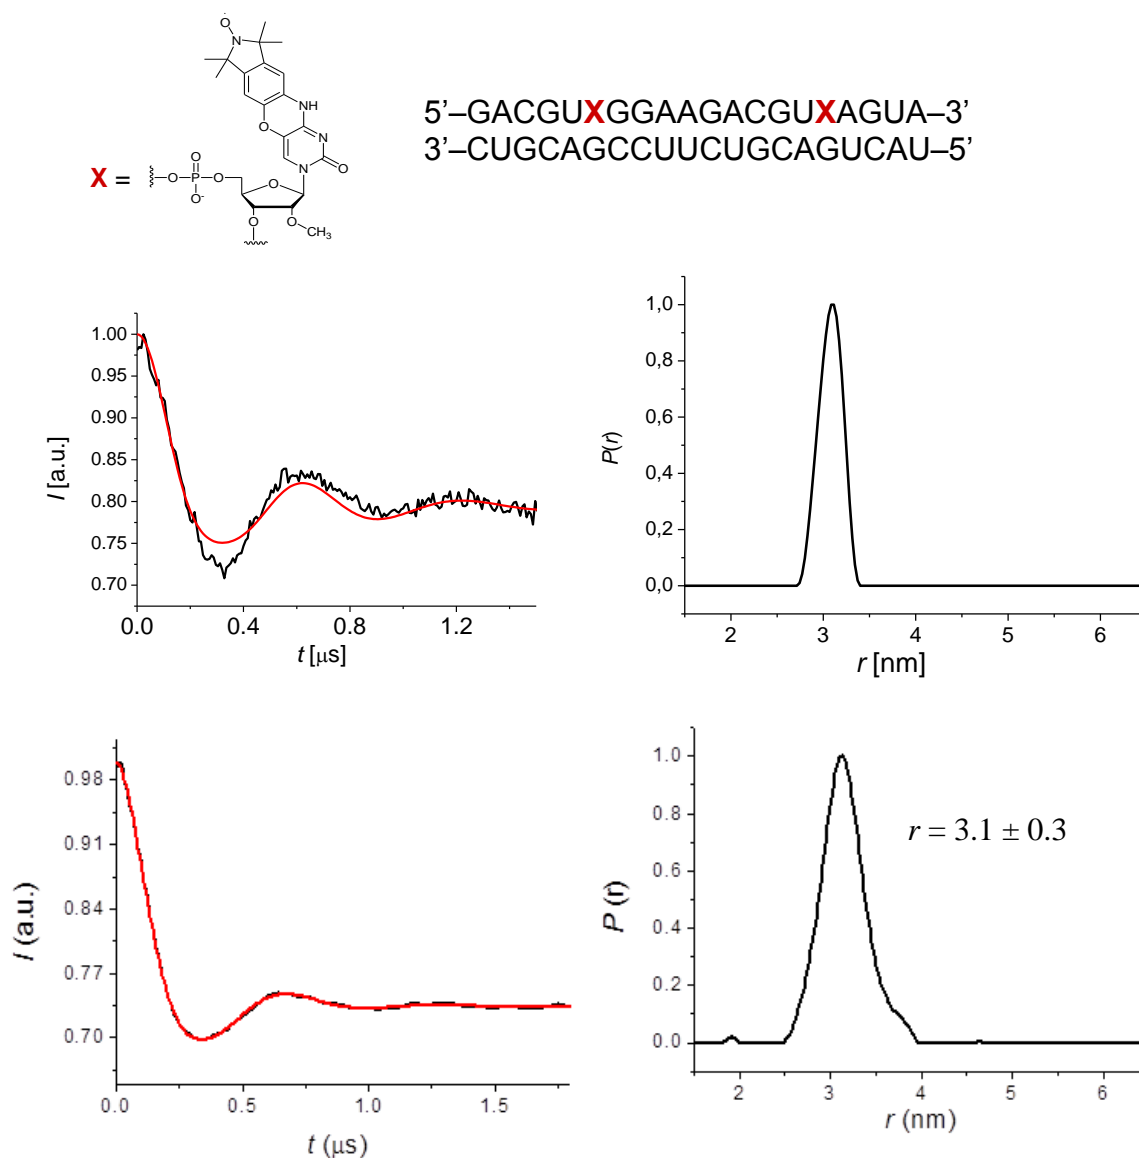 O·
N
NH
O
N
N
O
X =
O
P
O
O
O-
O
O
O
CH3
5’–GACGUXGGAAGACGUXAGUA–3’
3’–CUGCAGCCUUCUGCAGUCAU–5’
1.00
0.95
0.90
0.85
0.80
0.75
0.70
I [a.u.]
0.0 0.4 0.8 1.2
t [μs]
1,0
0,8
0,6
0,4
0,2
0,0
P(r)
2 3 4 5 6
r [nm]
0.98
0.91
0.84
0.77
0.70
I (a.u.)
0.0 0.5 1.0 1.5
t (μs)
1.0
0.8
0.6
0.4
0.2
0.0
P (r)
r = 3.1 ± 0.3
2 3 4 5 6
r (nm)